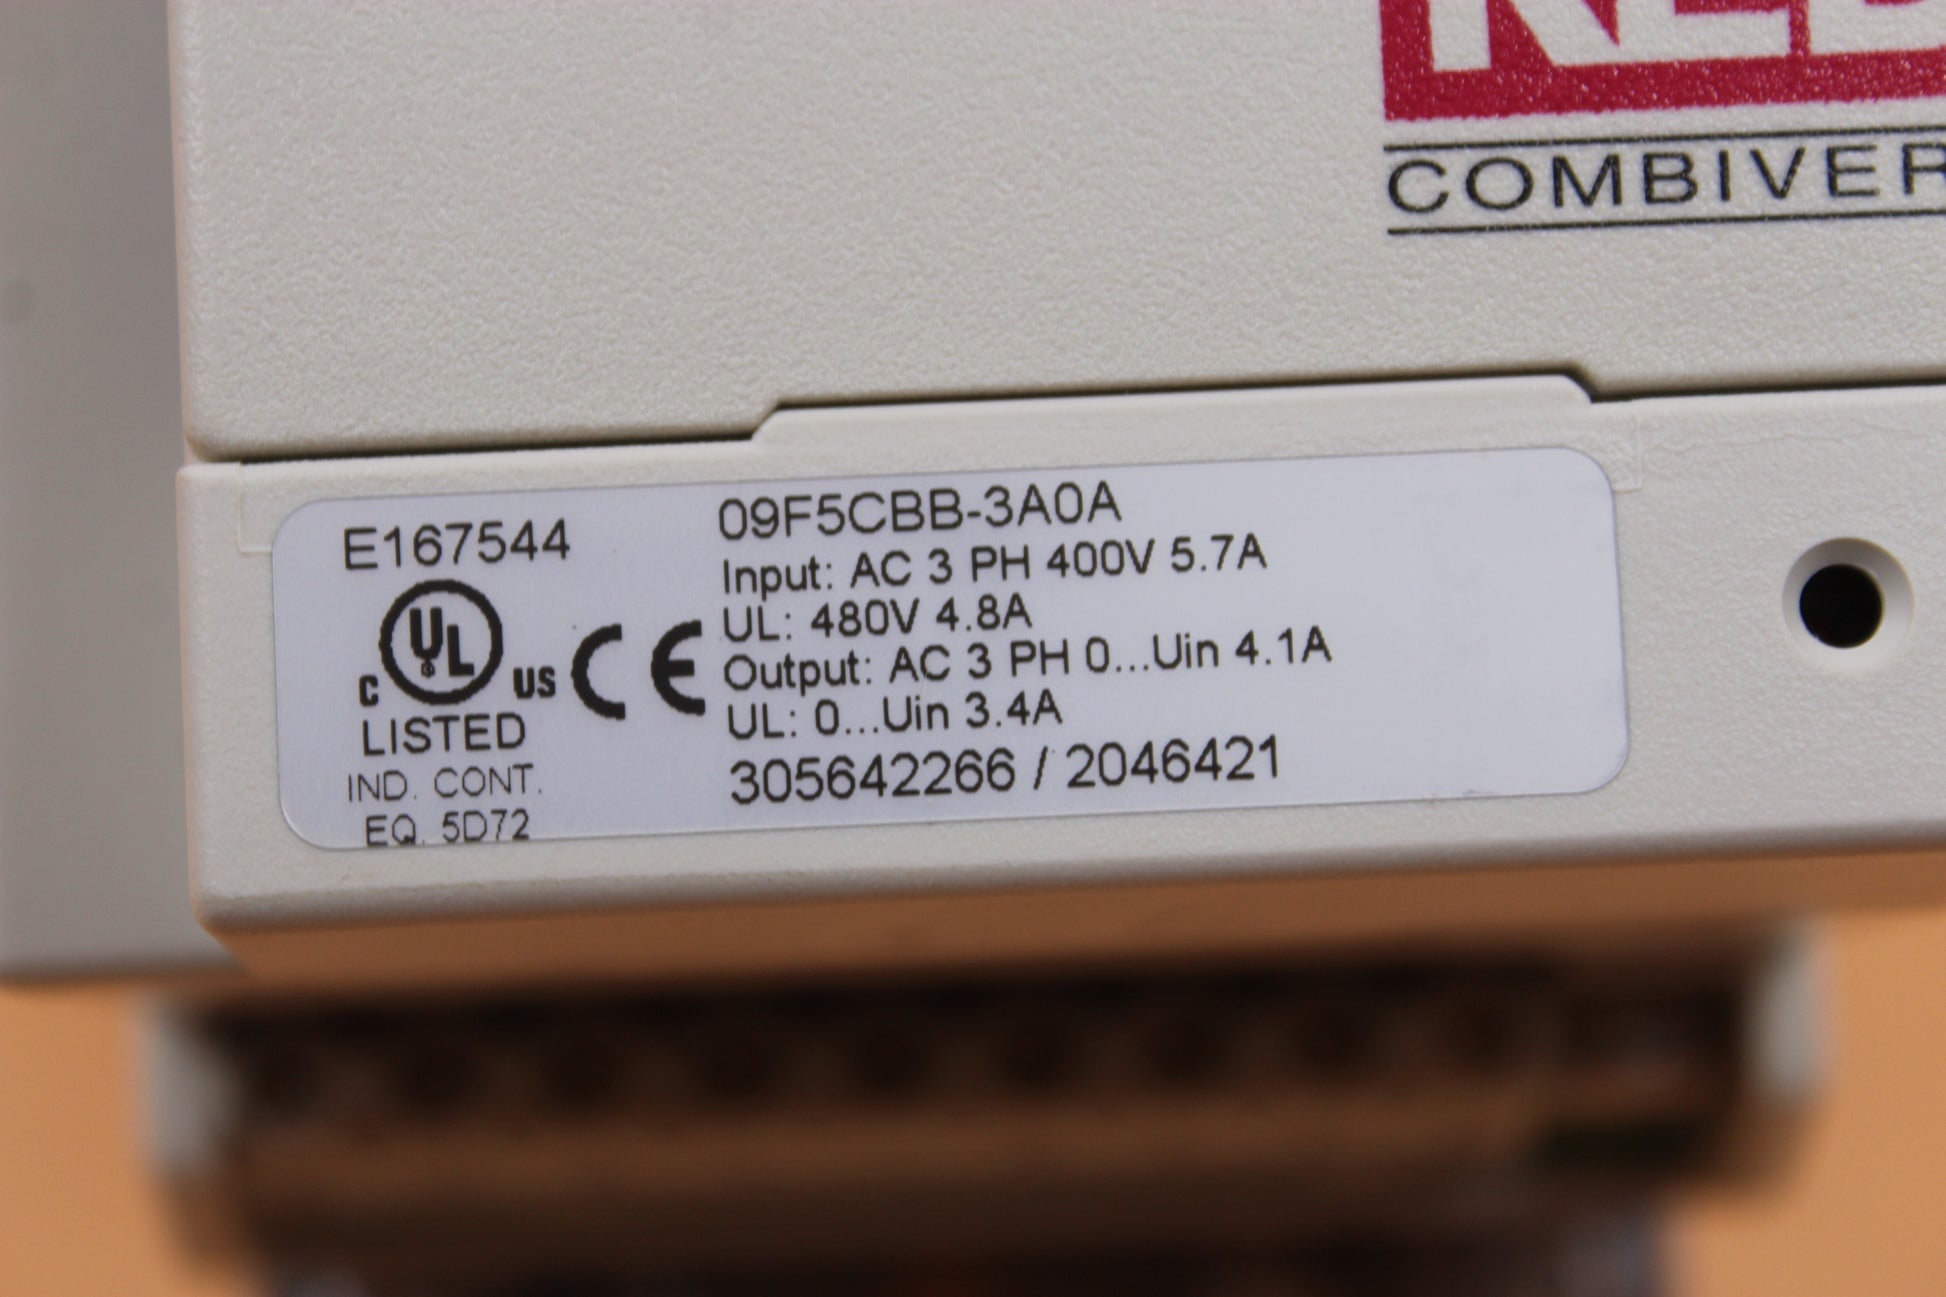 KEB
COMBIVER
E167544
09F5CBB-3A0A
Input: AC 3 PH 400V 5.7A
UL: 480V 4.8A
Output: AC 3 PH 0...Uin 4.1A
UL: 0...Uin 3.4A
305642266 / 2046421
C UL US CE
LISTED
IND. CONT.
EQ. 5D72